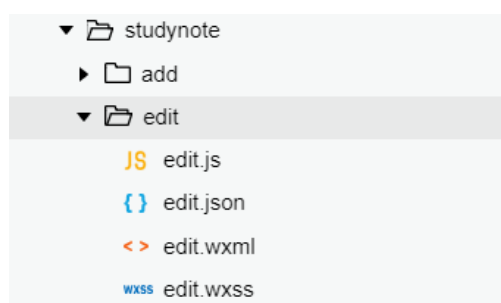 studynote
add
edit
JS edit.js
{ } edit.json
< > edit.wxml
wxss edit.wxss